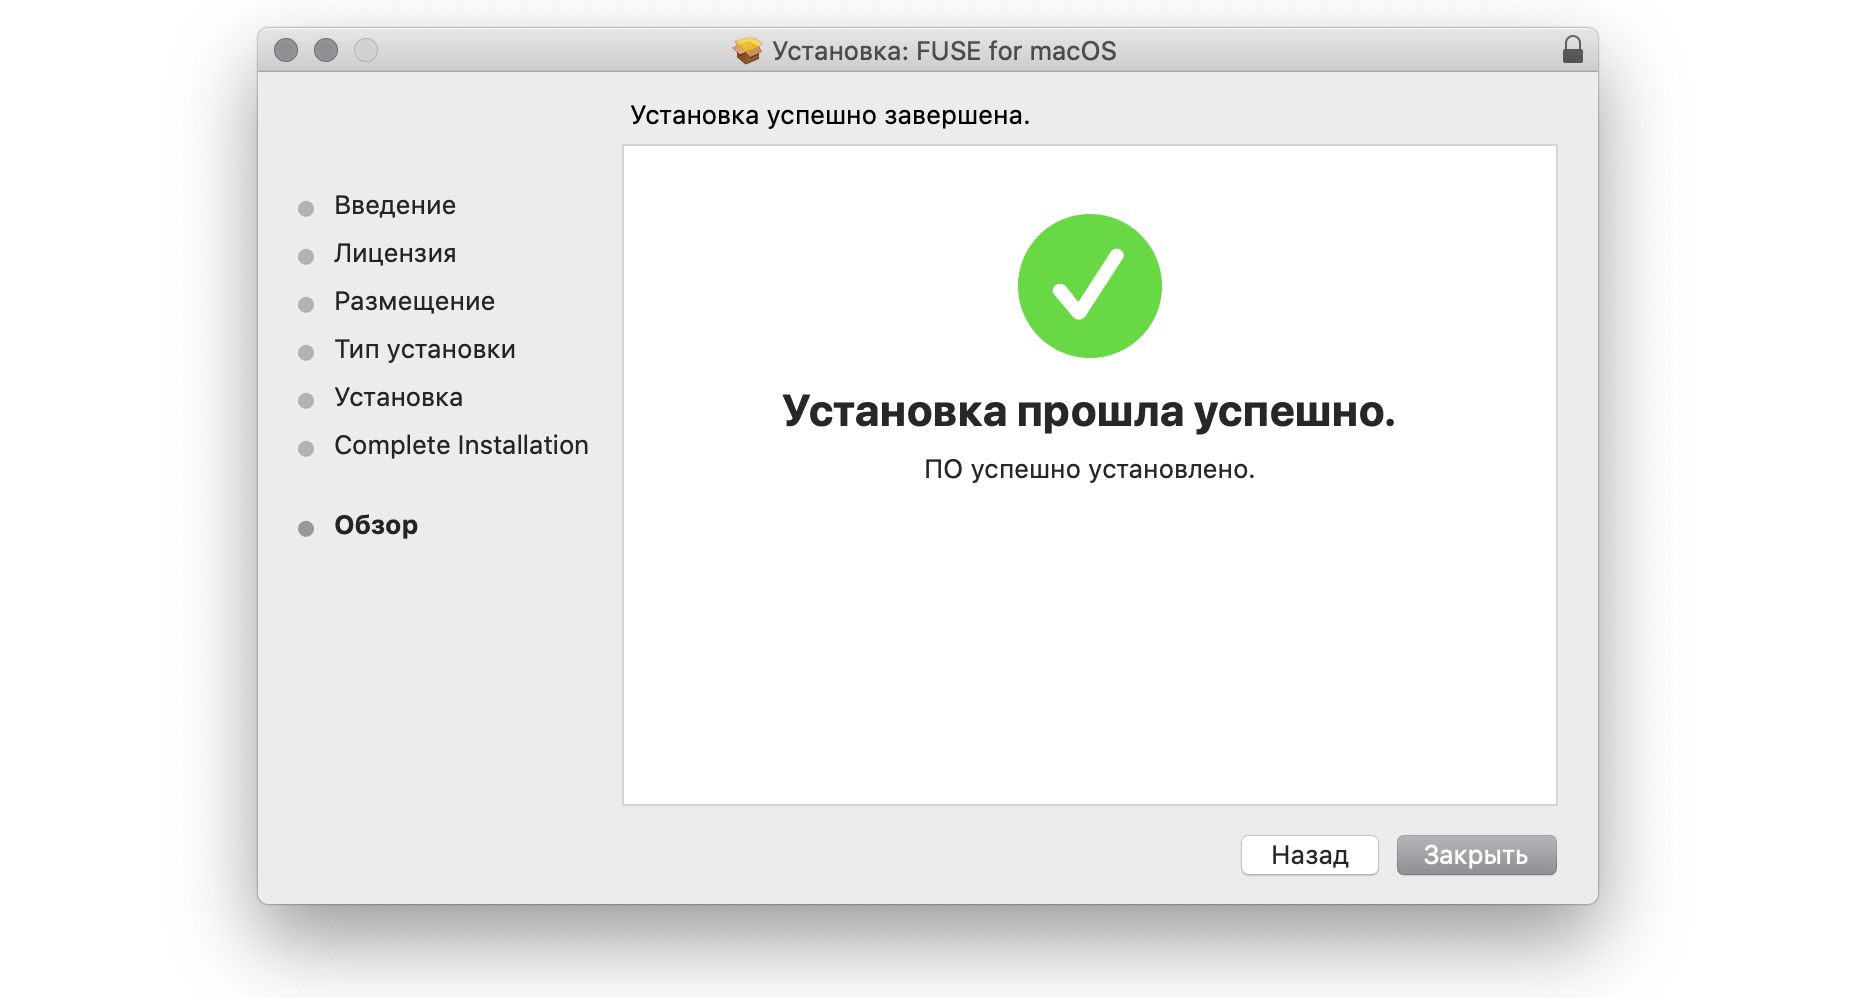 Установка: FUSE for macOS
Установка успешно завершена.
Введение
Лицензия
Размещение
Тип установки
Установка
Complete Installation
Обзор
Установка прошла успешно.
ПО успешно установлено.
Назад
Закрыть